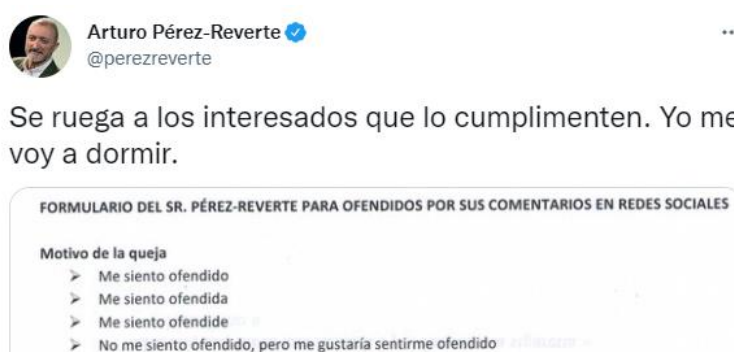 Arturo Pérez-Reverte
@perezreverte
Se ruega a los interesados que lo cumplimenten. Yo me
voy a dormir.
FORMULARIO DEL SR. PÉREZ-REVERTE PARA OFENDIDOS POR SUS COMENTARIOS EN REDES SOCIALES
Motivo de la queja
➢ Me siento ofendido
➢ Me siento ofendida
➢ Me siento ofendide
➢ No me siento ofendido, pero me gustaría sentirme ofendido